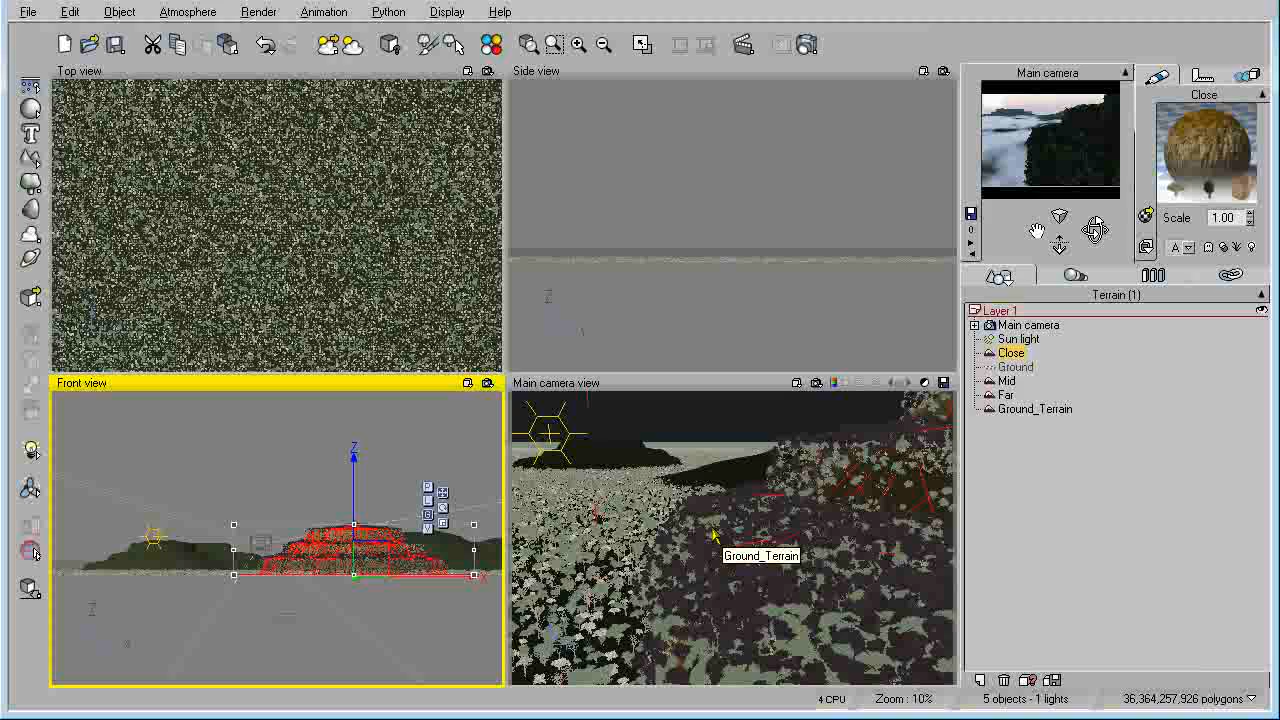 File Edit Object Atmosphere Render Animation Python Display Help
Top view
Side view
Main camera
Close
Scale 1.00
0
A
Terrain (1)
Layer 1
Main camera
Sun light
Close
Ground
Mid
Far
Ground_Terrain
Front view
Main camera view
Z
Z
Z
Ground_Terrain
4 CPU
Zoom : 10%
5 objects - 1 lights
36,364,257,926 polygons